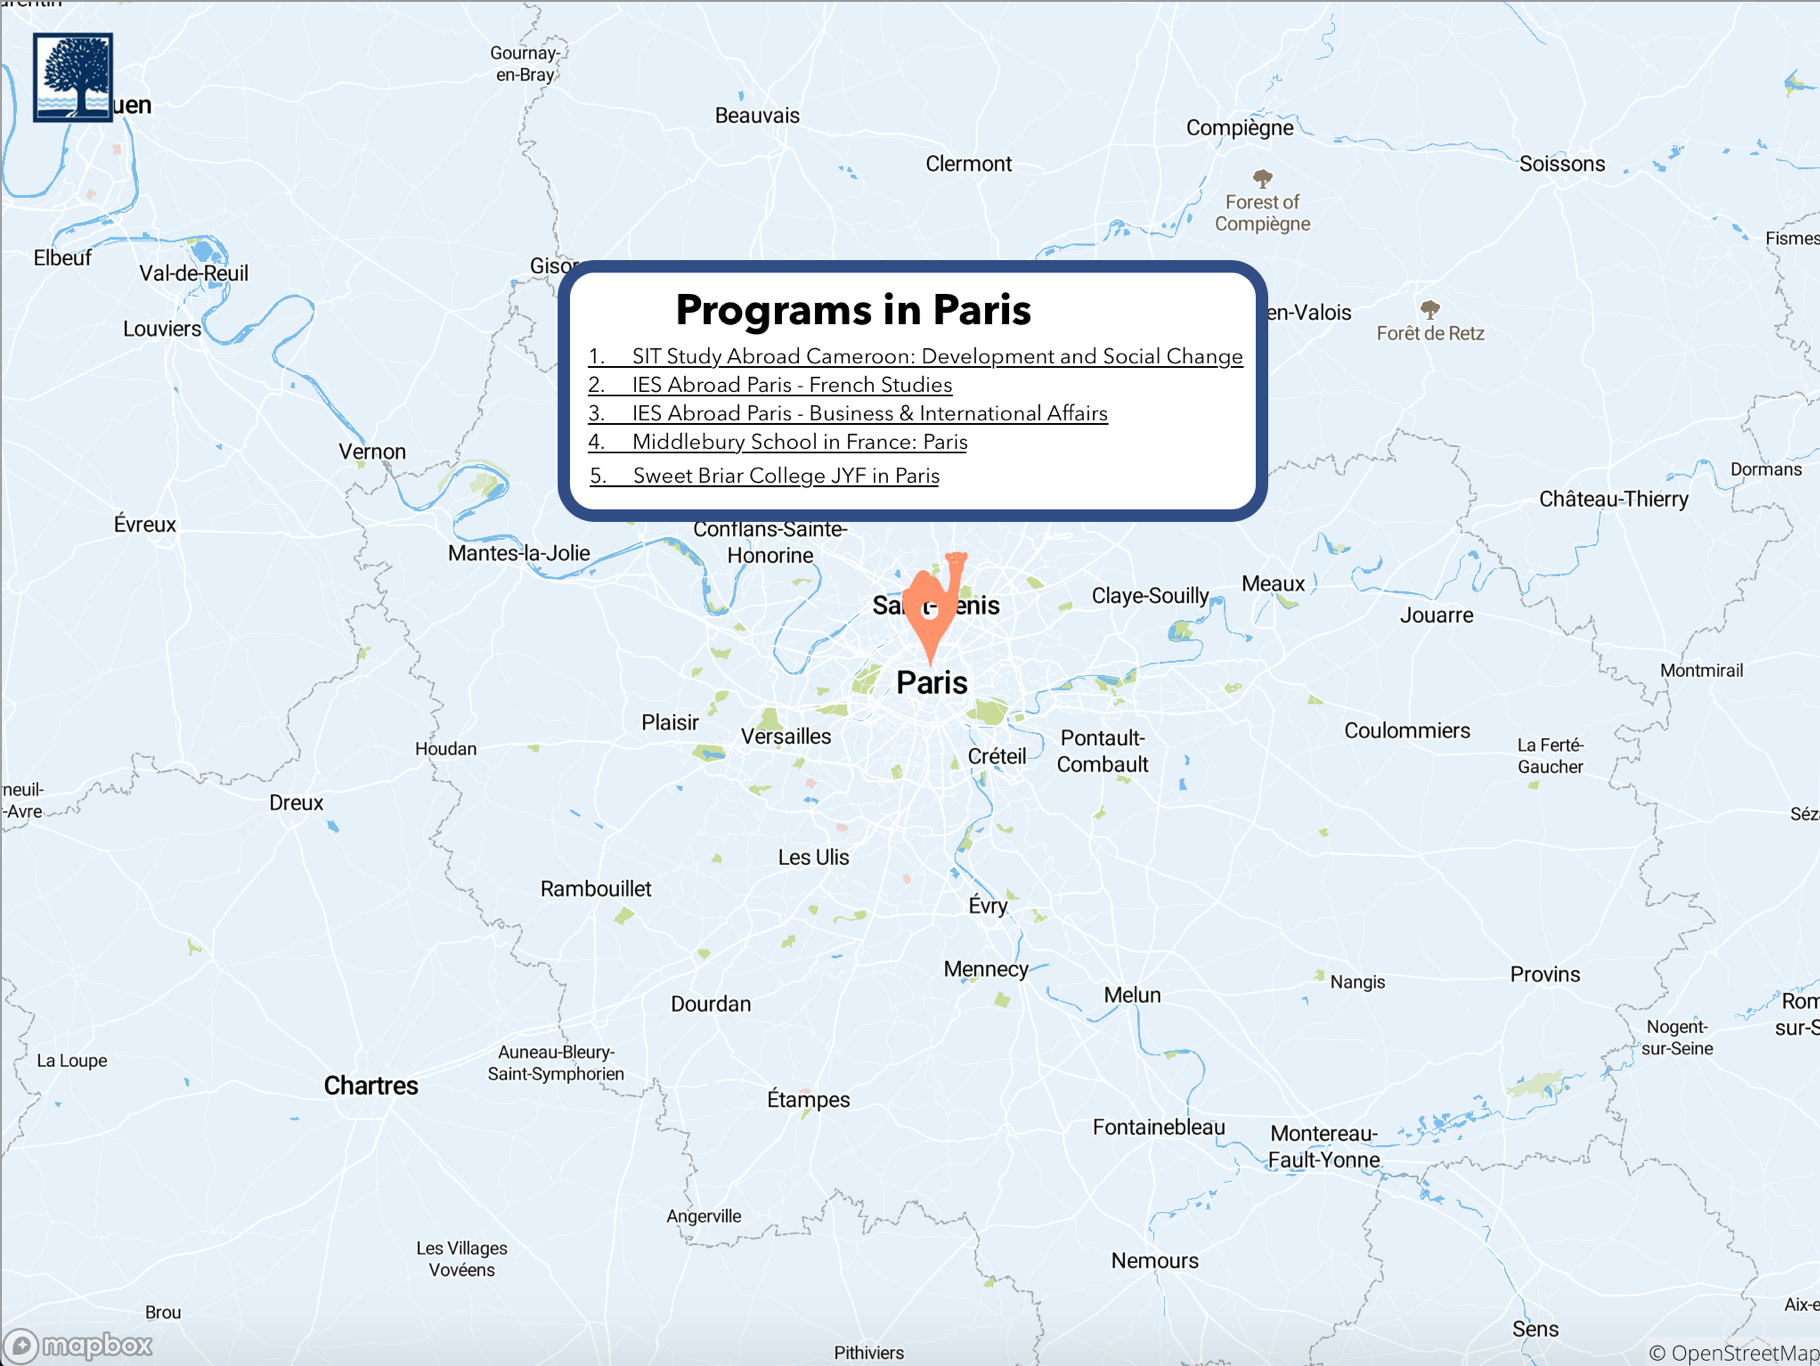 Gournay-
en-Bray
uen
Beauvais
Compiègne
Clermont
Soissons
Forest of
Compiègne
Fismes
Elbeuf
Val-de-Reuil
Gisor
Louviers
en-Valois
Forêt de Retz
Programs in Paris
1. SIT Study Abroad Cameroon: Development and Social Change
2. IES Abroad Paris - French Studies
3. IES Abroad Paris - Business & International Affairs
4. Middlebury School in France: Paris
5. Sweet Briar College JYF in Paris
Vernon
Dormans
Château-Thierry
Évreux
Conflans-Sainte-
Honorine
Mantes-la-Jolie
Meaux
Claye-Souilly
Saint-Denis
Jouarre
Montmirail
Paris
Plaisir
Versailles
Houdan
Créteil
Pontault-
Combault
Coulommiers
La Ferté-
Gaucher
rneuil-
-Avre
Dreux
Séz
Les Ulis
Rambouillet
Évry
Mennecy
Provins
Nangis
Melun
Dourdan
Rom
sur-S
Nogent-
sur-Seine
La Loupe
Auneau-Bleury-
Saint-Symphorien
Chartres
Étampes
Fontainebleau
Montereau-
Fault-Yonne
Angerville
Les Villages
Vovéens
Nemours
Brou
Aix-e
Sens
mapbox
Pithiviers
© OpenStreetMap